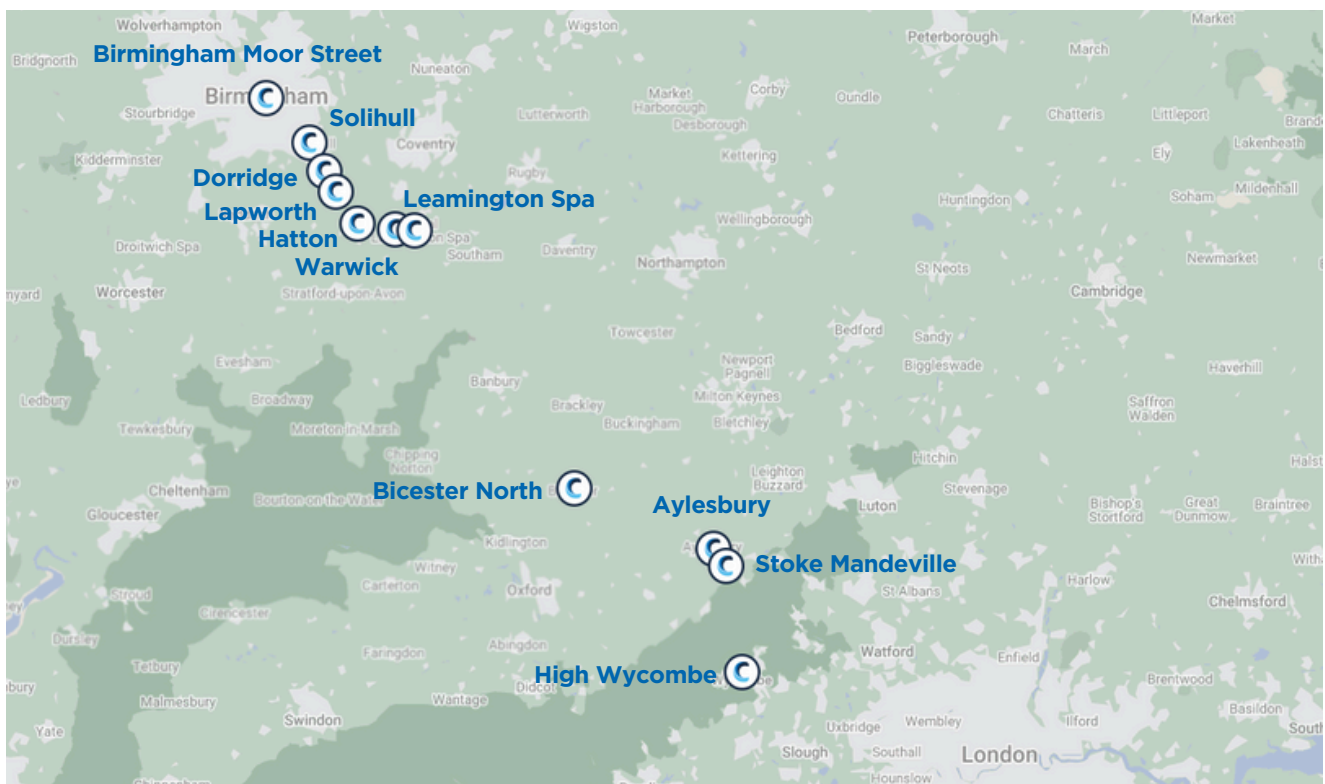 Wolverhampton
Wigston
Market
Bridgnorth
Peterborough
March
Birmingham Moor Street
Nuneaton
Birm ham
Market
Harborough
Corby
Oundle
Stourbridge
Solihull
Lutterworth
Desborough
Chatteris
Littleport
Coventry
Lakenheath
Kidderminster
Kettering
Ely
Dorridge
Rugby
Mildenhall
Lapworth
Leamington Spa
Wellingborough
Huntingdon
Soham
Hatton
Droitwich Spa
on Spa
Southam
Daventry
Warwick
Northampton
St Neots
Newmarket
Worcester
Stratford-upon-Avon
Cambridge
Towcester
Bedford
Sandy
Evesham
Newport
Pagnell
Biggleswade
Haverhill
Ledbury
Broadway
Banbury
Brackley
Milton Keynes
Saffron
Walden
Tewkesbury
Moreton-in-Marsh
Buckingham
Bletchley
Chipping
Norton
Hitchin
Cheltenham
Bourton-on-the-Water
Bicester North
Leighton
Buzzard
Stevenage
Luton
Bishop's
Stortford
Great
Dunmow
Braintree
Gloucester
Aylesbury
Kidlington
Stoke Mandeville
Witney
Stroud
Carterton
Oxford
St Albans
Harlow
Chelmsford
Cirencester
Dursley
Faringdon
Abingdon
Watford
Enfield
Tetbury
High Wycombe
Brentwood
Malmesbury
Wantage
Didcot
Swindon
Uxbridge
Wembley
Ilford
Basildon
Yate
Slough
Southall
London
Hounslow